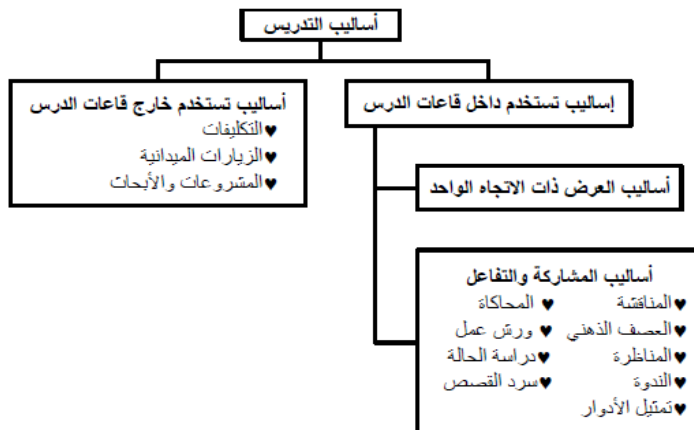 أساليب التدريس
إساليب تستخدم داخل قاعات الدرس
أساليب تستخدم خارج قاعات الدرس
♥التكليفات
♥الزيارات الميدانية
♥المشروعات والأبحاث
أساليب العرض ذات الاتجاه الواحد
أساليب المشاركة والتفاعل
♥المناقشة ♥ المحاكاة
♥العصف الذهني ♥ ورش عمل
♥المناظرة ♥دراسة الحالة
♥الندوة ♥سرد القصص
♥تمثيل الأدوار